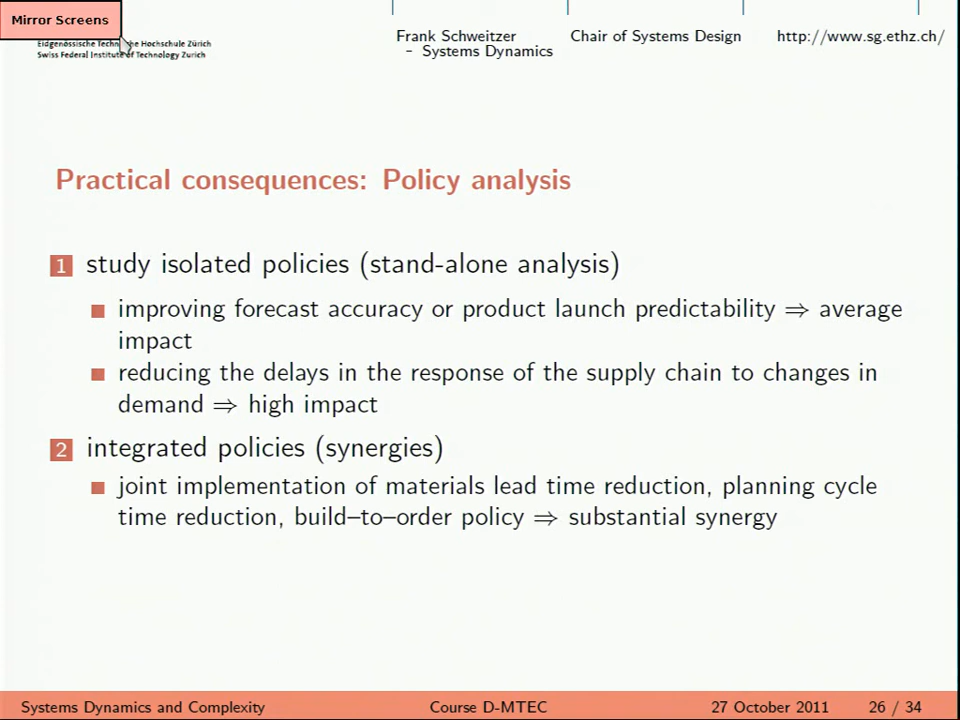 Mirror Screens
Eidgenössische Technische Hochschule Zürich
Swiss Federal Institute of Technology Zurich
Frank Schweitzer
– Systems Dynamics
Chair of Systems Design
http://www.sg.ethz.ch/
Practical consequences: Policy analysis
1 study isolated policies (stand-alone analysis)
improving forecast accuracy or product launch predictability ⇒ average
impact
reducing the delays in the response of the supply chain to changes in
demand ⇒ high impact
2 integrated policies (synergies)
joint implementation of materials lead time reduction, planning cycle
time reduction, build–to–order policy ⇒ substantial synergy
Systems Dynamics and Complexity
Course D-MTEC
27 October 2011
26 / 34